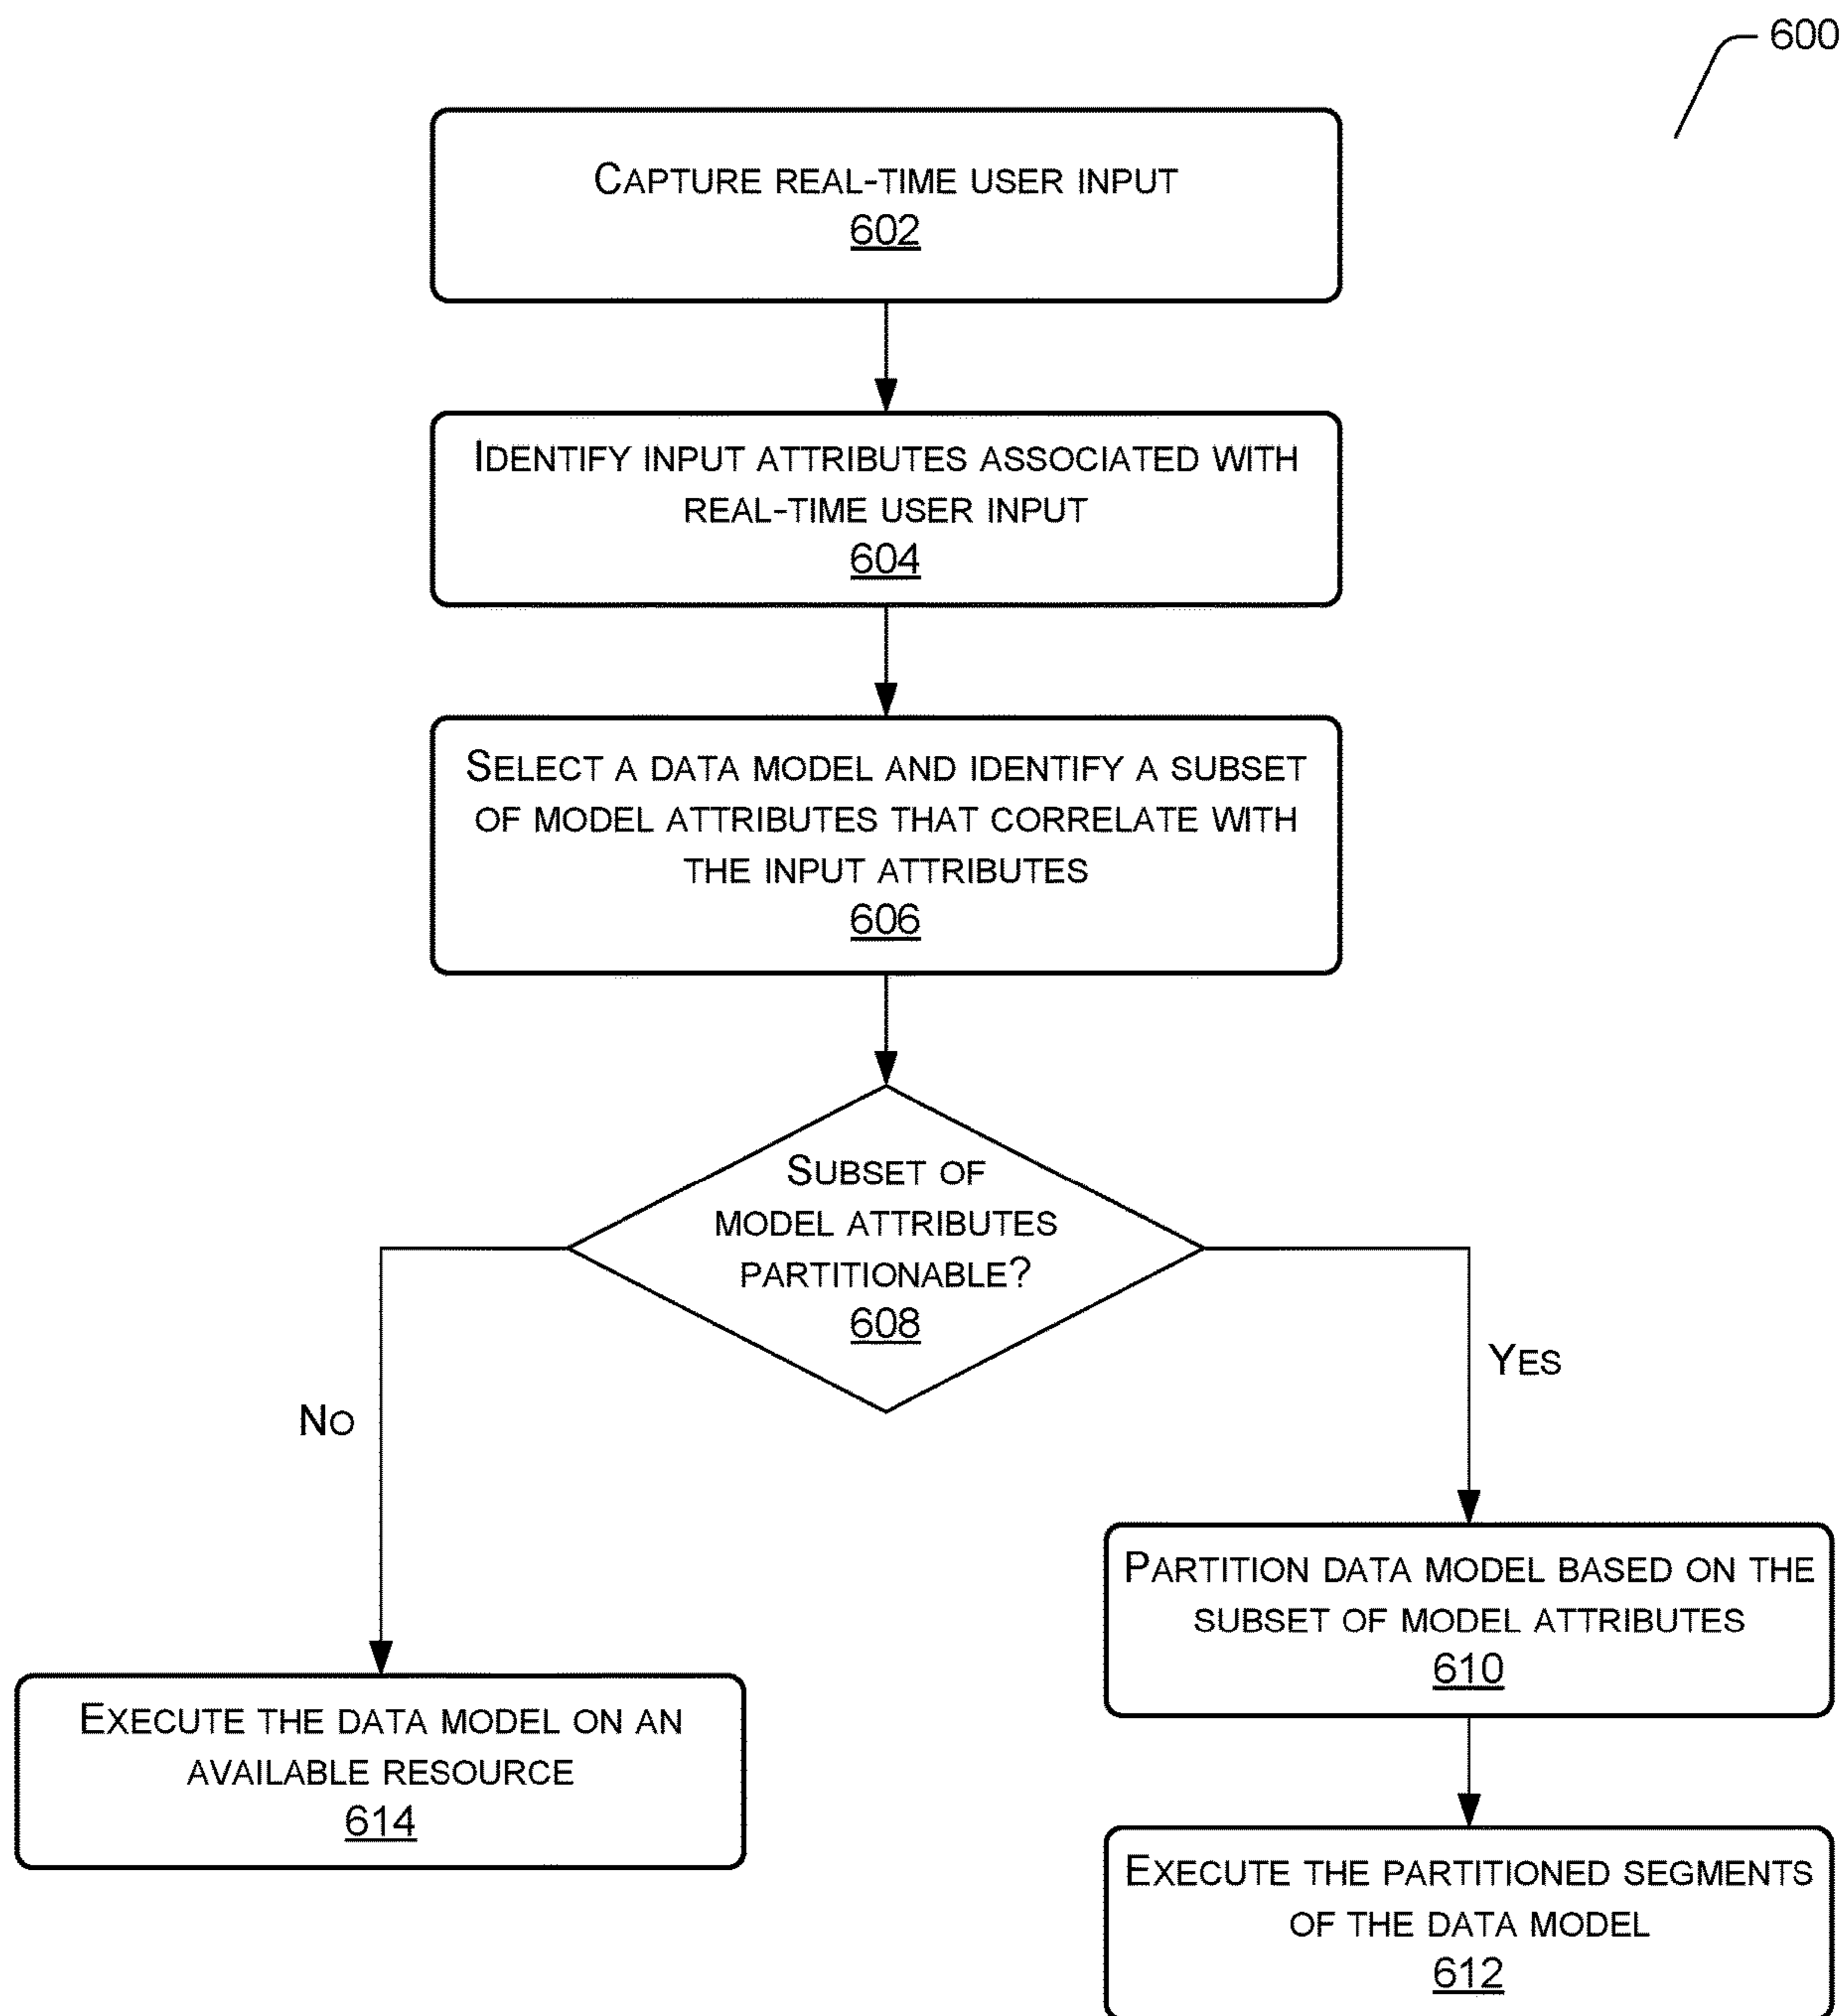 600
CAPTURE REAL-TIME USER INPUT
602
IDENTIFY INPUT ATTRIBUTES ASSOCIATED WITH
REAL-TIME USER INPUT
604
SELECT A DATA MODEL AND IDENTIFY A SUBSET
OF MODEL ATTRIBUTES THAT CORRELATE WITH
THE INPUT ATTRIBUTES
606
SUBSET OF
MODEL ATTRIBUTES
PARTITIONABLE?
608
NO
YES
PARTITION DATA MODEL BASED ON THE
SUBSET OF MODEL ATTRIBUTES
610
EXECUTE THE DATA MODEL ON AN
AVAILABLE RESOURCE
614
EXECUTE THE PARTITIONED SEGMENTS
OF THE DATA MODEL
612